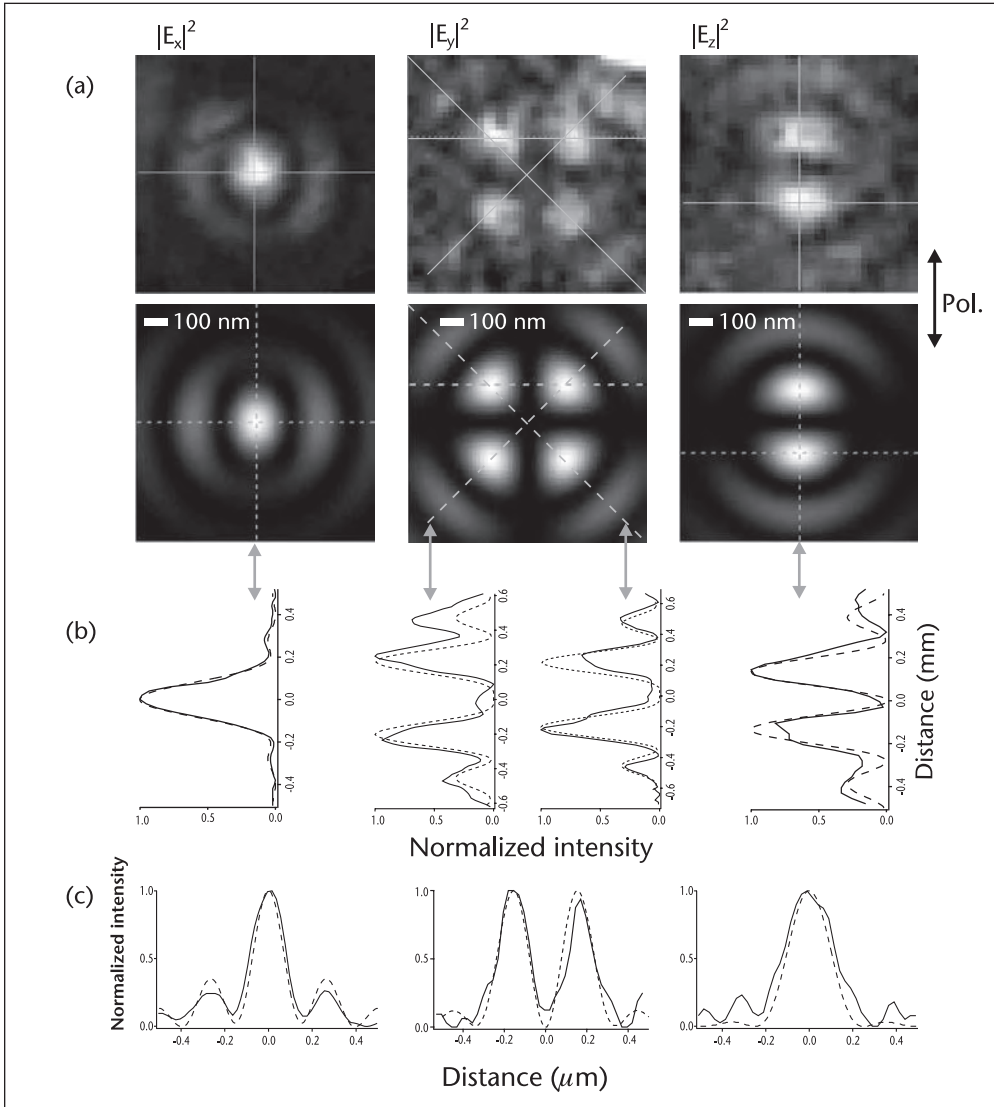 |Eₓ|² |E_y|² |E_z|²
(a)
Pol.
100 nm 100 nm 100 nm
(b)
0.4 0.2 0.0 -0.2 -0.4
0.6 0.4 0.2 0.0 -0.2 -0.4 -0.6
0.6 0.4 0.2 0.0 -0.2 -0.4 -0.6
0.4 0.2 0.0 -0.2 -0.4
Distance (mm)
1.0 0.5 0.0 1.0 0.5 0.0 1.0 0.5 0.0 1.0 0.5 0.0
Normalized intensity
(c)
Normalized intensity
1.0 1.0 1.0
0.5 0.5 0.5
0.0 0.0 0.0
-0.4 -0.2 0.0 0.2 0.4 -0.4 -0.2 0.0 0.2 0.4 -0.4 -0.2 0.0 0.2 0.4
Distance (μm)